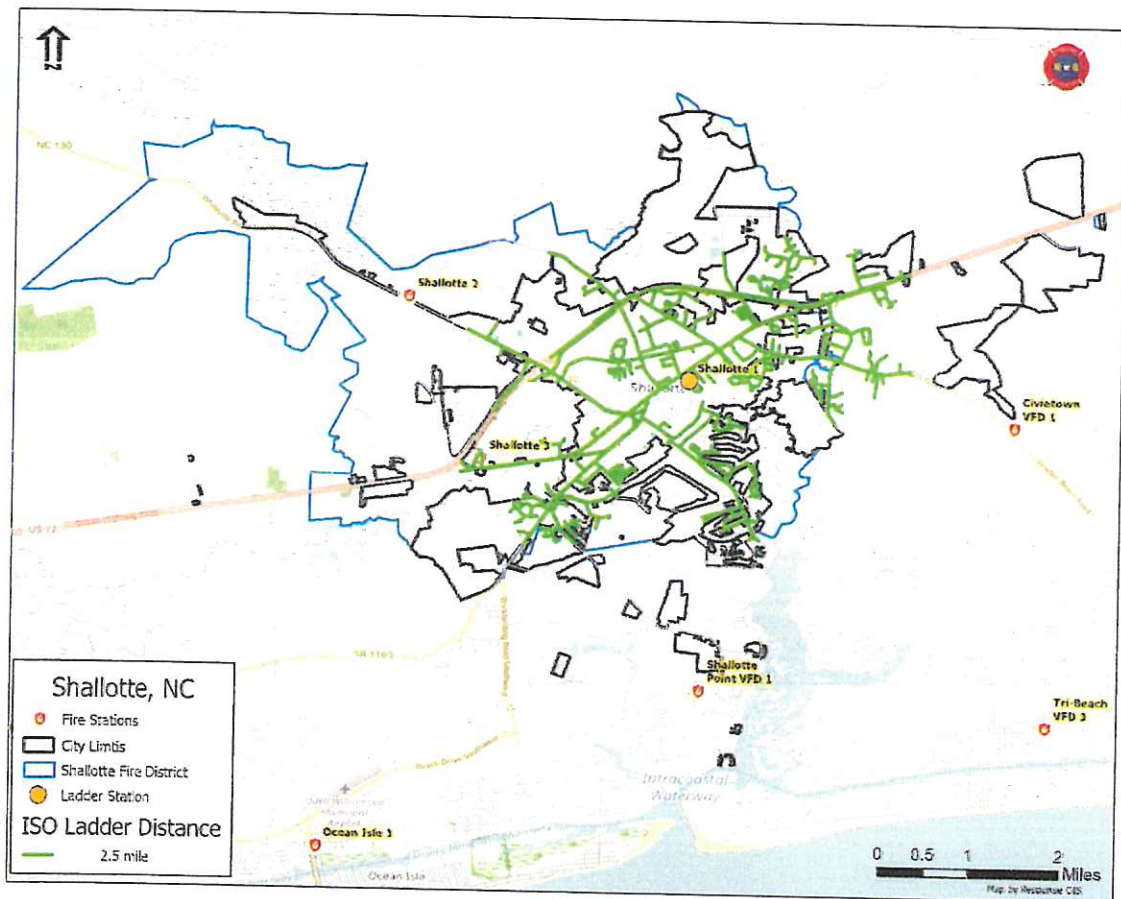 N
NC 130
Shallotte 2
Shallotte 1
Civietown
VFD 1
Shallotte 3
US 17
Shallotte
Point VFD 1
Tri-Beach
VFD 3
Intracoastal
Waterway
Ocean Isle 1
Ocean Isle
Shallotte, NC
Fire Stations
City Limtis
Shallotte Fire District
Ladder Station
ISO Ladder Distance
2.5 mile
0 0.5 1 2
Miles
Map by Response GIS